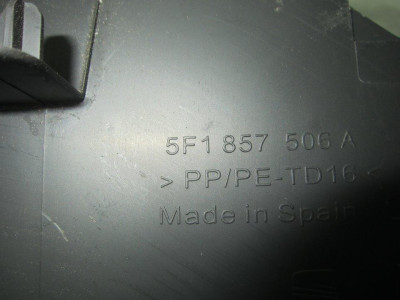 5F1 857 506 A
> PP/PE-TD16 <
Made in Spain